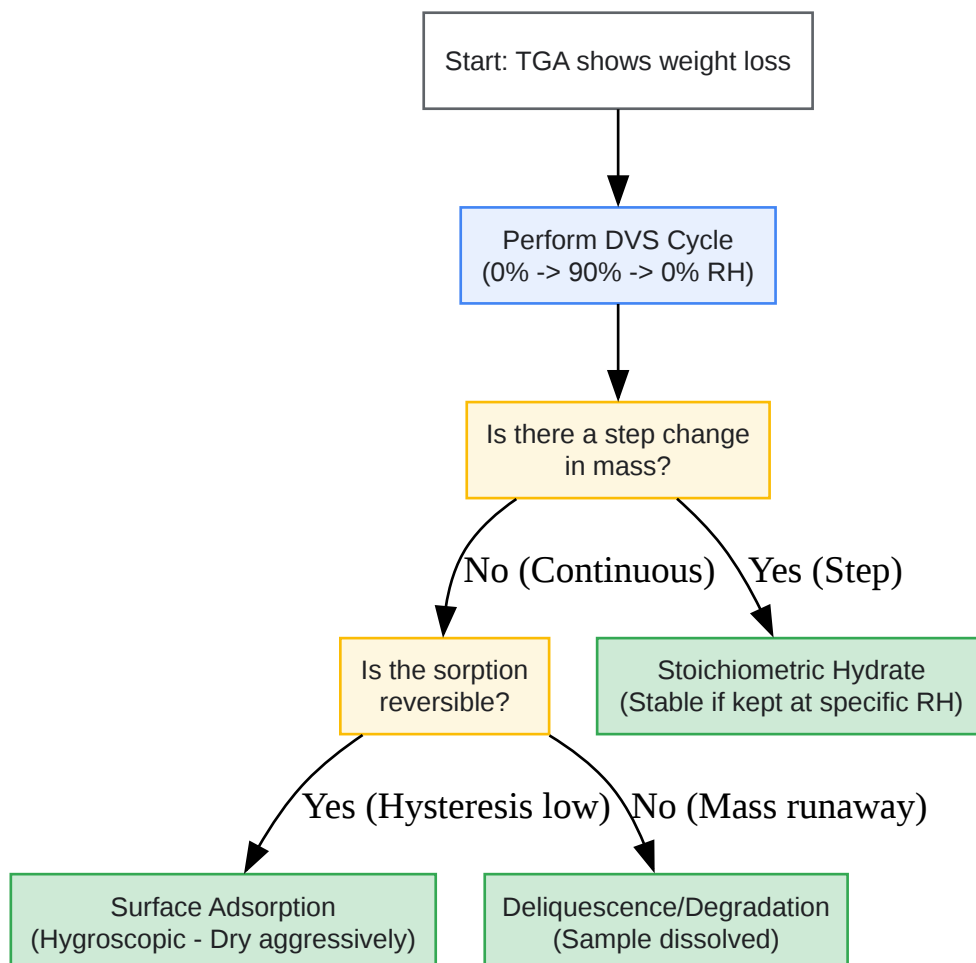 Start: TGA shows weight loss
Perform DVS Cycle
(0% -> 90% -> 0% RH)
Is there a step change
in mass?
No (Continuous)
Yes (Step)
Is the sorption
reversible?
Stoichiometric Hydrate
(Stable if kept at specific RH)
Yes (Hysteresis low)
No (Mass runaway)
Surface Adsorption
(Hygroscopic - Dry aggressively)
Deliquescence/Degradation
(Sample dissolved)